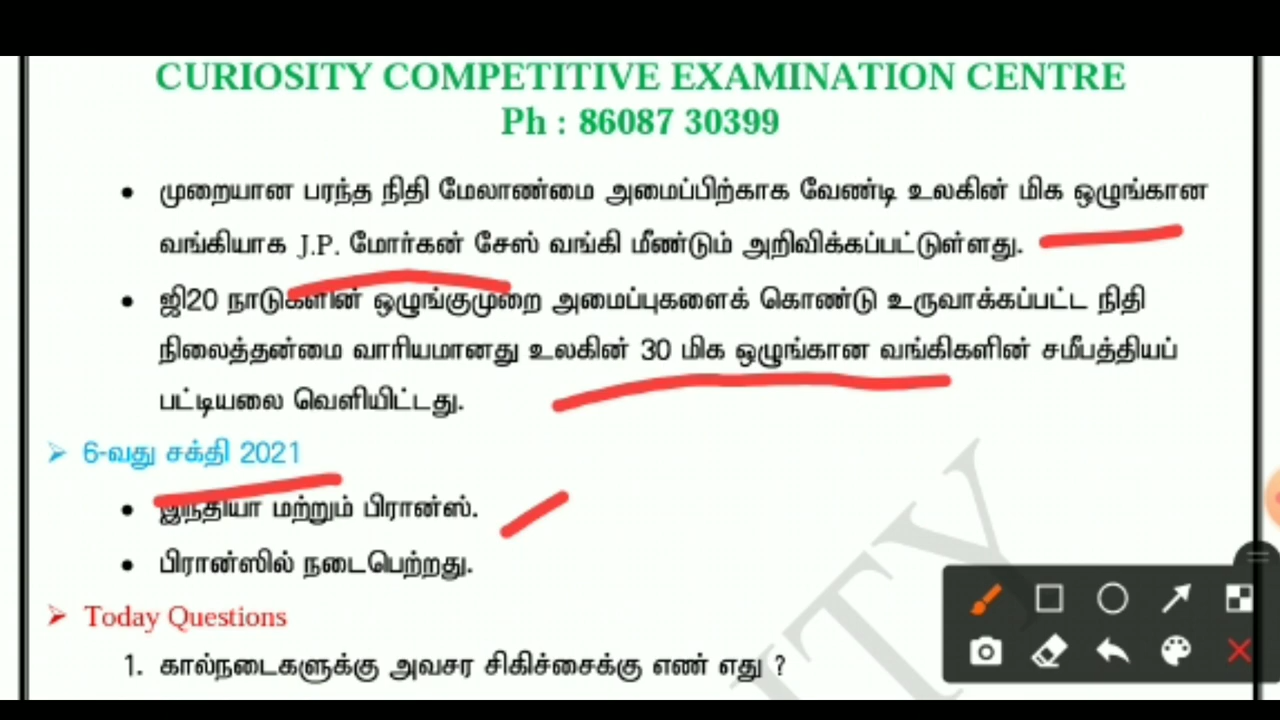 CURIOSITY COMPETITIVE EXAMINATION CENTRE
Ph : 86087 30399
• முறையான பரந்த நிதி மேலாண்மை அமைப்பிற்காக வேண்டி உலகின் மிக ஒழுங்கான
வங்கியாக J.P. மோர்கன் சேஸ் வங்கி மீண்டும் அறிவிக்கப்பட்டுள்ளது.
• ஜி20 நாடுகளின் ஒழுங்குமுறை அமைப்புகளைக் கொண்டு உருவாக்கப்பட்ட நிதி
நிலைத்தன்மை வாரியமானது உலகின் 30 மிக ஒழுங்கான வங்கிகளின் சமீபத்தியப்
பட்டியலை வெளியிட்டது.
➢ 6-வது சக்தி 2021
• இந்தியா மற்றும் பிரான்ஸ்.
• பிரான்ஸில் நடைபெற்றது.
➢ Today Questions
1. கால்நடைகளுக்கு அவசர சிகிச்சைக்கு எண் எது ?
ITY